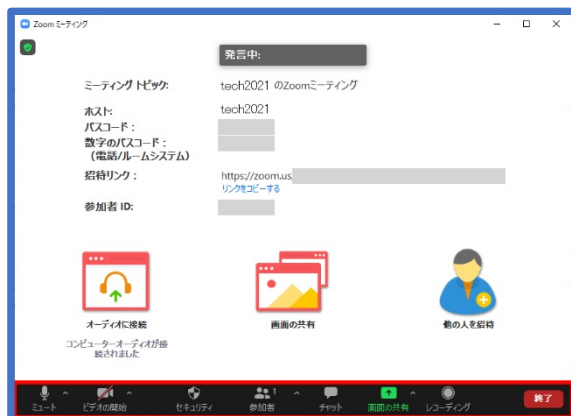 Zoom ミーティング
発言中:
ミーティング トピック: tech2021 のZoomミーティング
ホスト: tech2021
パスコード：
数字のパスコード：
（電話/ルームシステム）
招待リンク： https://zoom.us
リンクをコピーする
参加者 ID:
オーディオに接続 画面の共有 他の人を招待
コンピューターオーディオが接
続されました
1
ミュート ビデオの開始 セキュリティ 参加者 チャット 画面の共有 レコーディング 終了